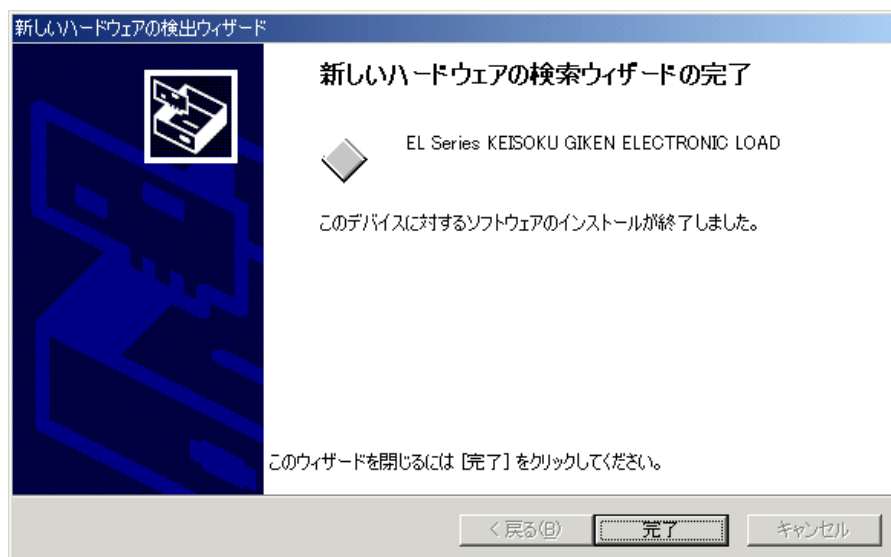 新しいハードウェアの検出ウィザード
新しいハードウェアの検索ウィザードの完了
EL Series KEISOKU GIKEN ELECTRONIC LOAD
このデバイスに対するソフトウェアのインストールが終了しました。
このウィザードを閉じるには [完了] をクリックしてください。
< 戻る(B)
完了
キャンセル